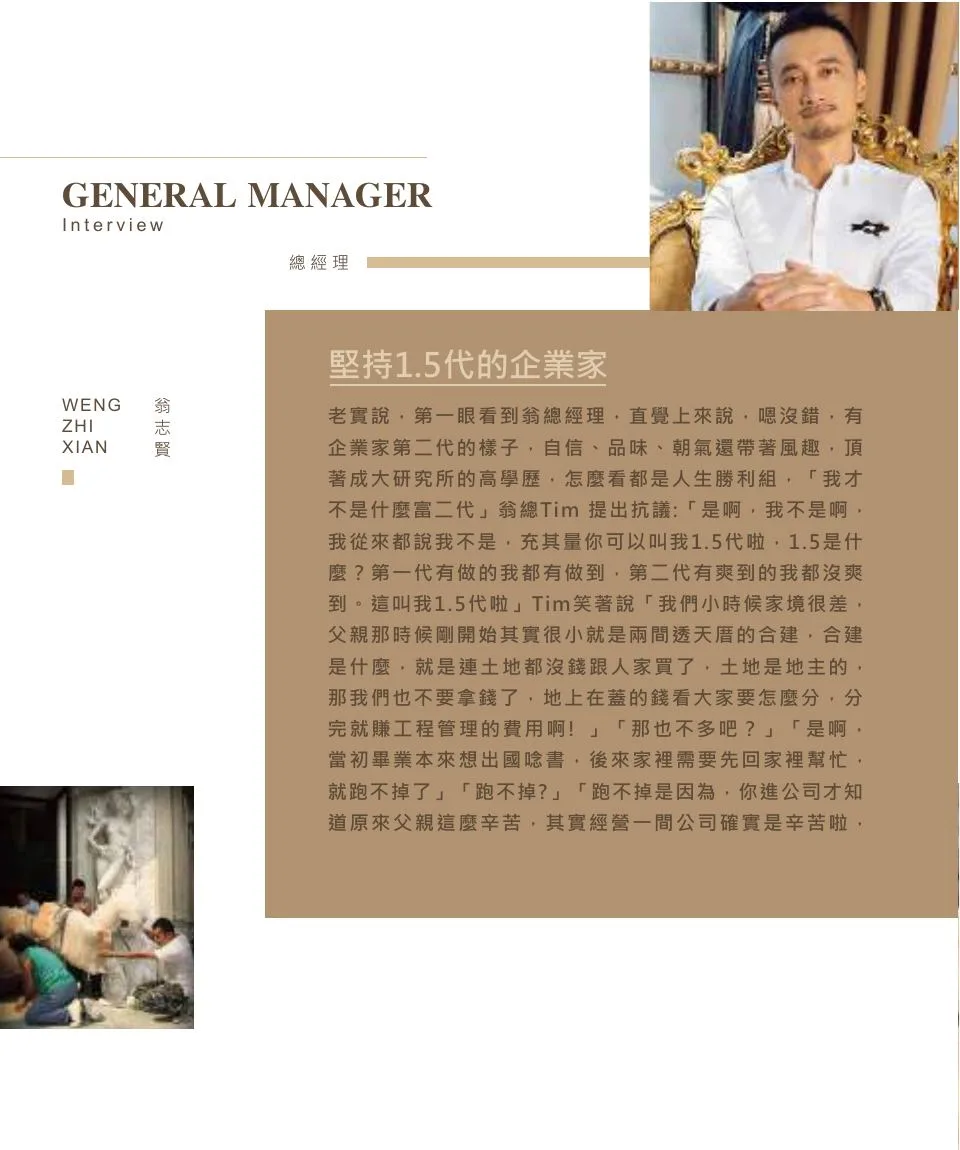 GENERAL MANAGER
Interview
總經理
WENG 翁
ZHI 志
XIAN 賢
堅持1.5代的企業家
老實說，第一眼看到翁總經理，直覺上來說，嗯沒錯，有
企業家第二代的樣子，自信、品味、朝氣還帶著風趣，頂
著成大研究所的高學歷，怎麼看都是人生勝利組，「我才
不是什麼富二代」翁總Tim 提出抗議:「是啊，我不是啊，
我從來都說我不是，充其量你可以叫我1.5代啦，1.5是什
麼？第一代有做的我都有做到，第二代有爽到的我都沒爽
到。這叫我1.5代啦」Tim笑著說「我們小時候家境很差，
父親那時候剛開始其實很小就是兩間透天厝的合建，合建
是什麼，就是連土地都沒錢跟人家買了，土地是地主的，
那我們也不要拿錢了，地上在蓋的錢看大家要怎麼分，分
完就賺工程管理的費用啊! 」「那也不多吧？」「是啊，
當初畢業本來想出國唸書，後來家裡需要先回家裡幫忙，
就跑不掉了」「跑不掉?」「跑不掉是因為，你進公司才知
道原來父親這麼辛苦，其實經營一間公司確實是辛苦啦，